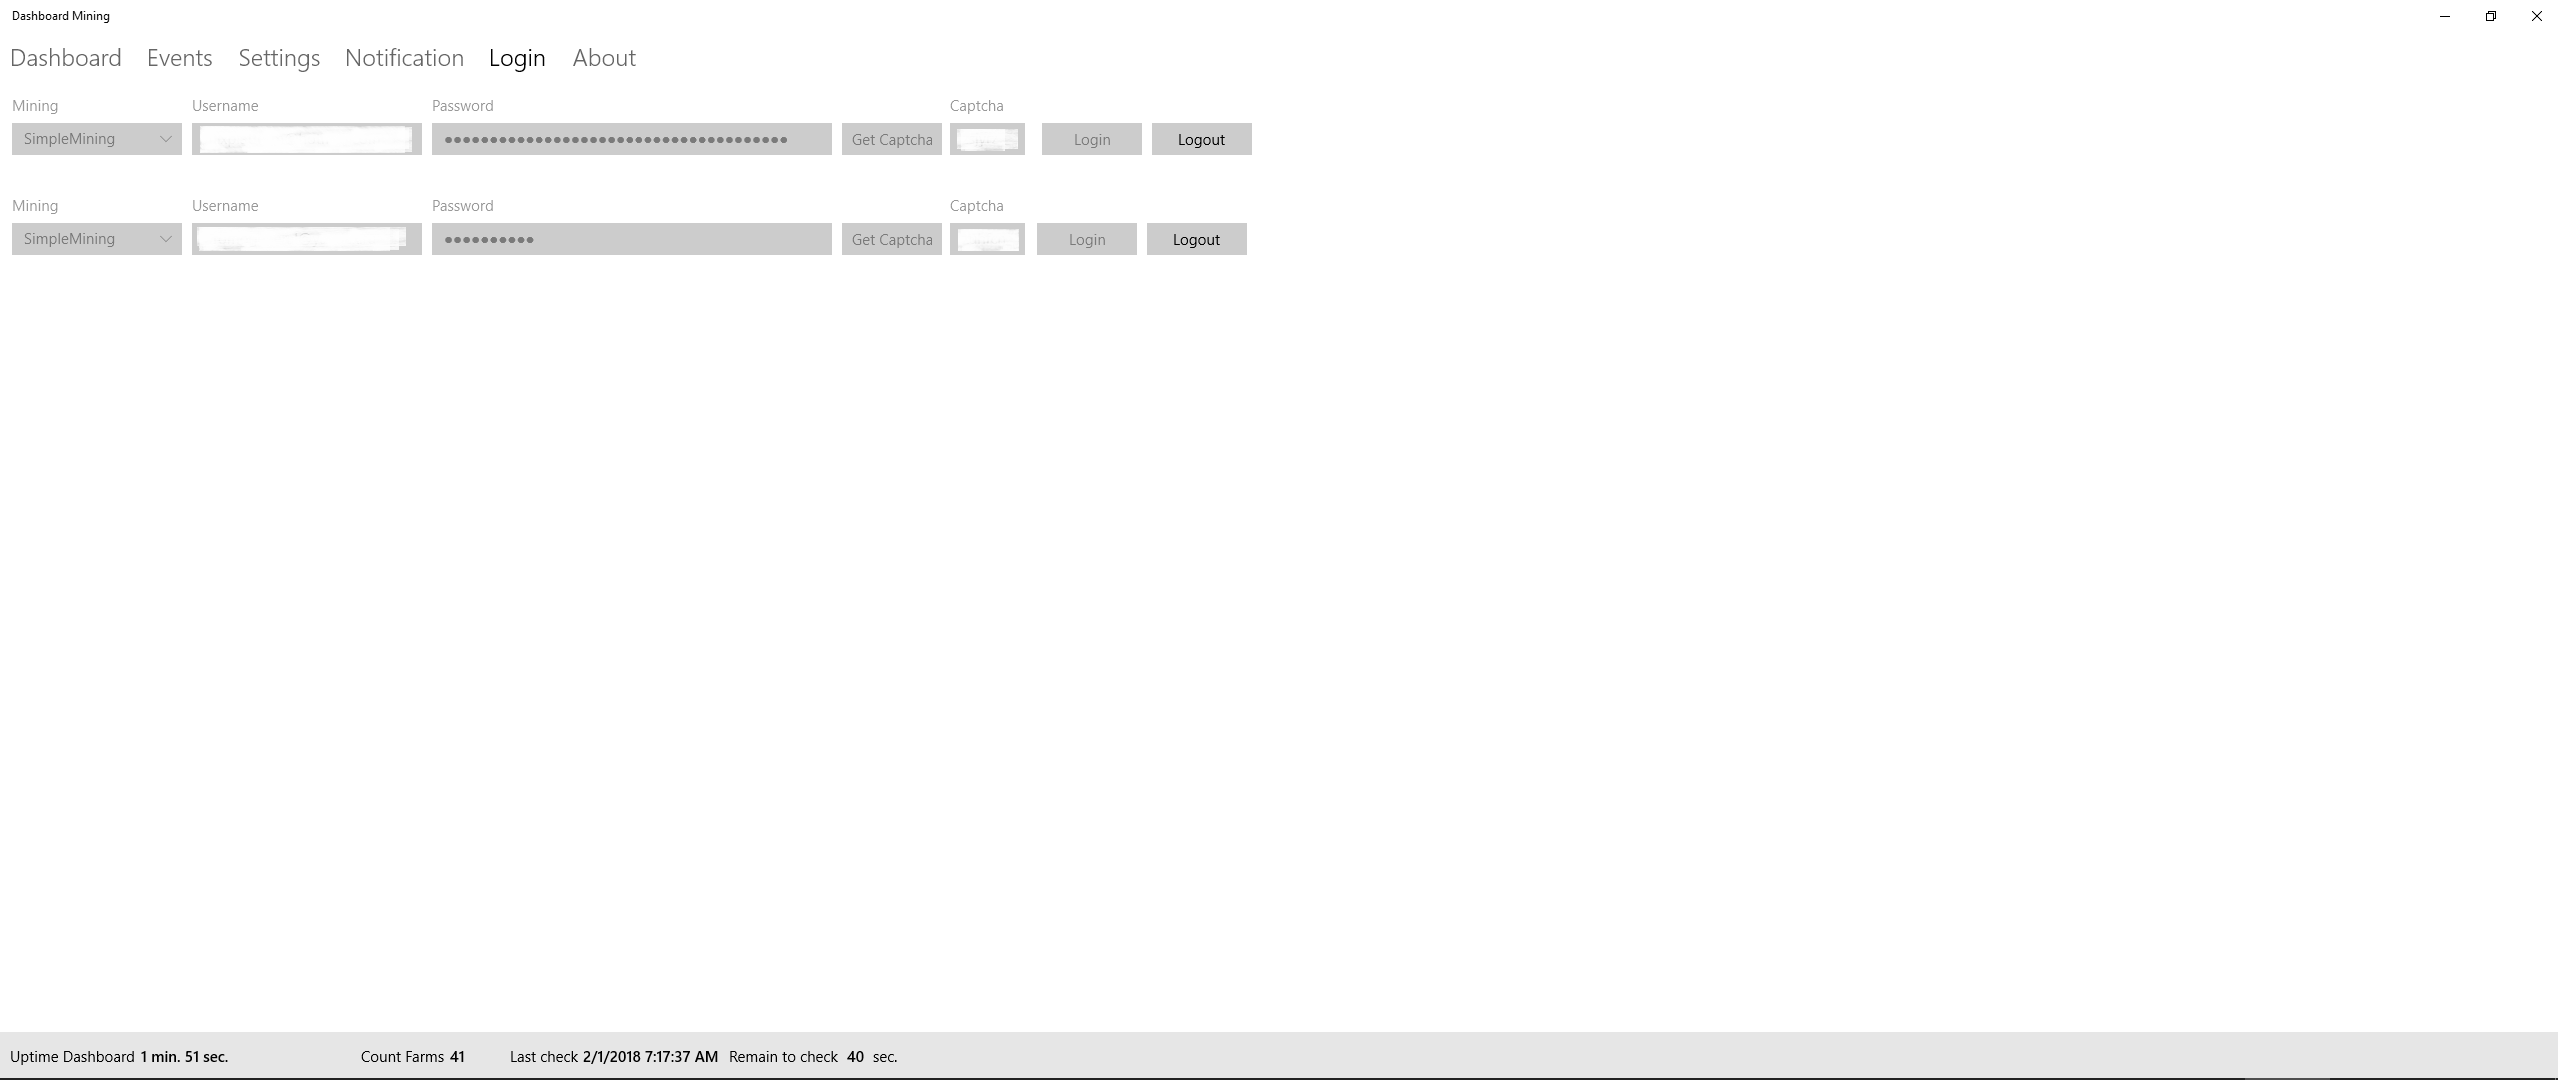 Dashboard Mining
Dashboard Events Settings Notification Login About
Mining Username Password Captcha
SimpleMining •••••••••••••••••••••••••••••••••••••• Get Captcha Login Logout
Mining Username Password Captcha
SimpleMining •••••••••• Get Captcha Login Logout
Uptime Dashboard 1 min. 51 sec. Count Farms 41 Last check 2/1/2018 7:17:37 AM Remain to check 40 sec.